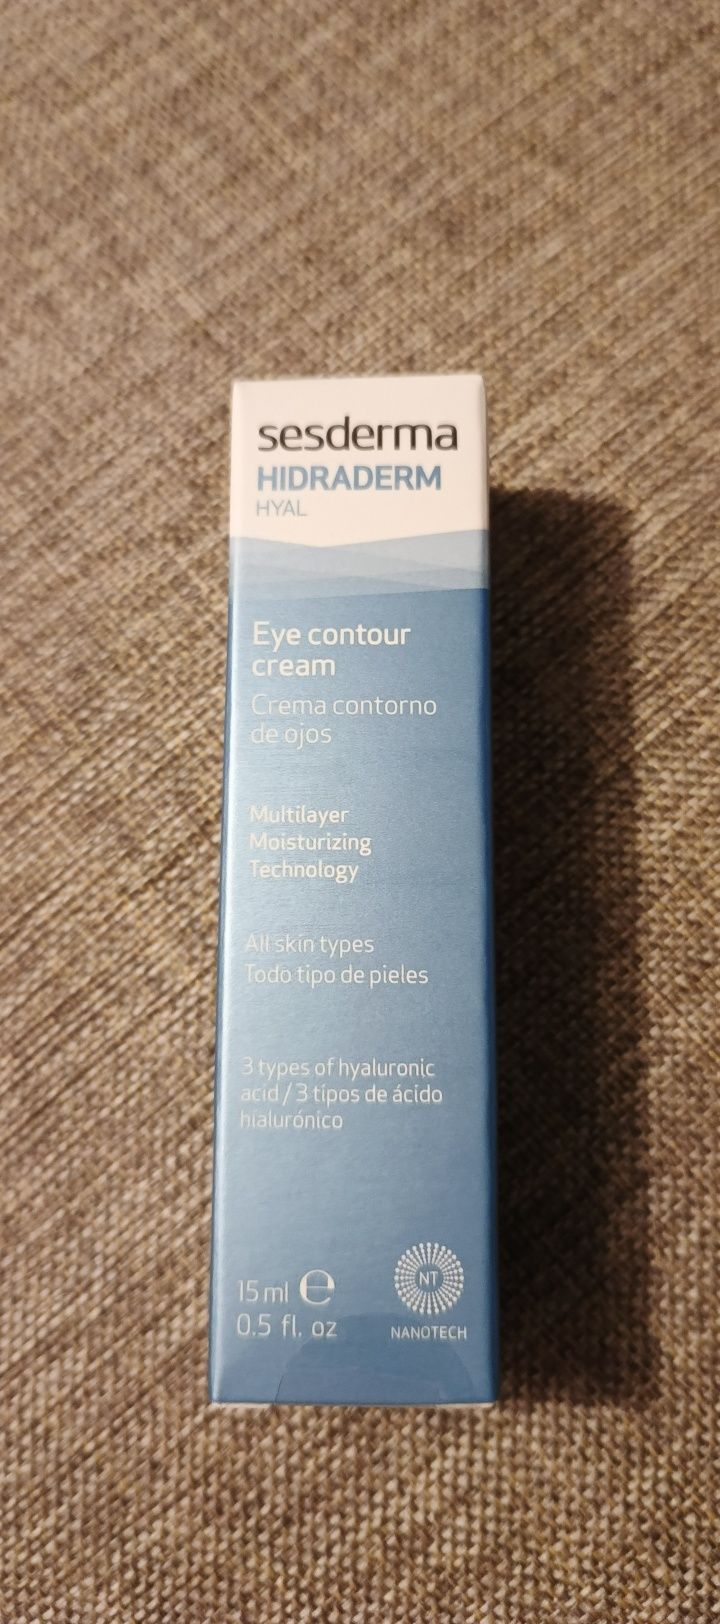 sesderma
HIDRADERM
HYAL
Eye contour
cream
Crema contorno
de ojos
Multilayer
Moisturizing
Technology
All skin types
Todo tipo de pieles
3 types of hyaluronic
acid / 3 tipos de ácido
hialurónico
15 ml ℮
0.5 fl. oz
NT
NANOTECH